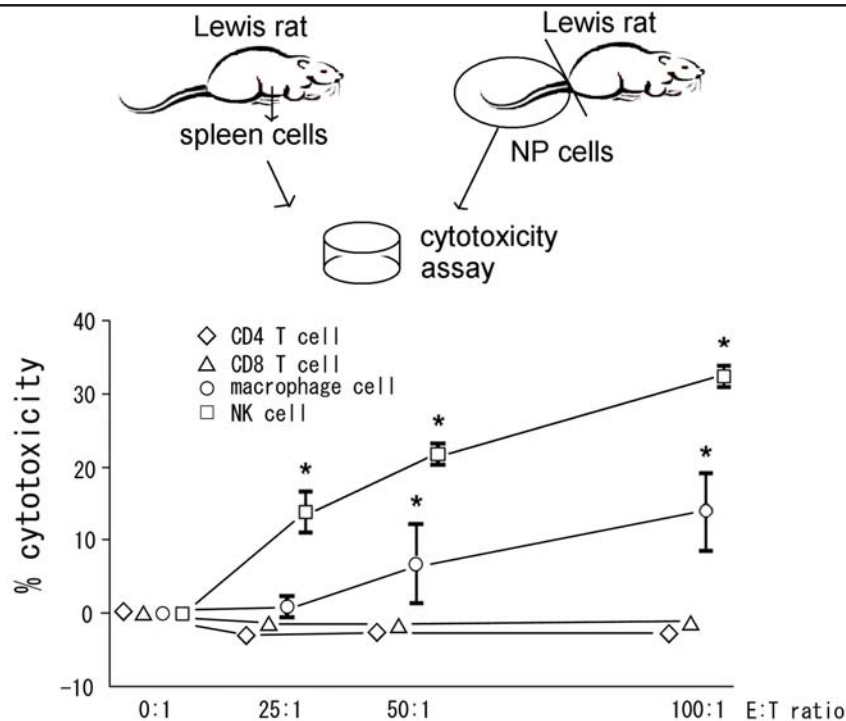 Lewis rat
Lewis rat
spleen cells
NP cells
cytotoxicity
assay
40
30
20
10
0
-10
% cytotoxicity
CD4 T cell
CD8 T cell
macrophage cell
NK cell
*
*
*
*
*
0:1
25:1
50:1
100:1
E:T ratio